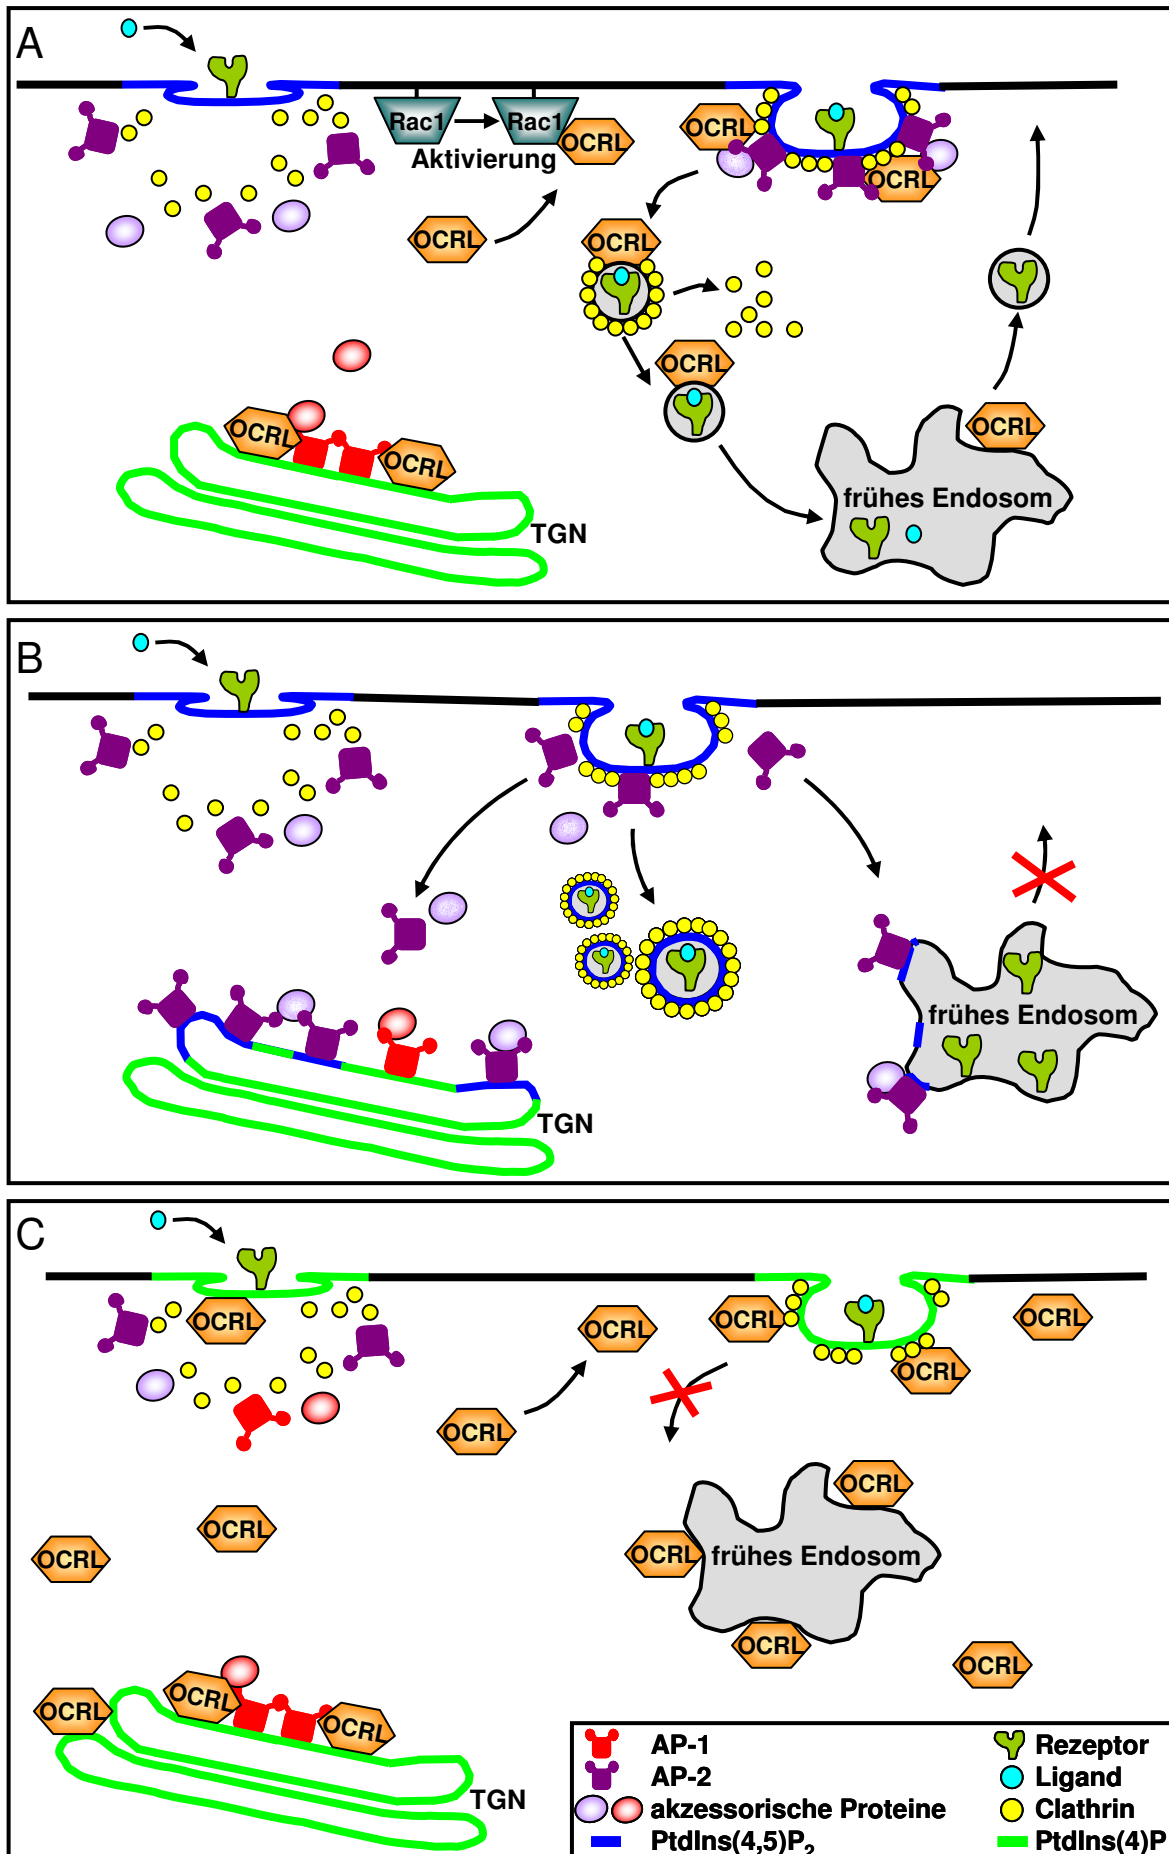 A
Rac1
Rac1
OCRL
Aktivierung
OCRL
OCRL
OCRL
OCRL
OCRL
OCRL
OCRL
OCRL
OCRL
frühes Endosom
TGN
B
frühes Endosom
TGN
C
OCRL
OCRL
OCRL
OCRL
OCRL
OCRL
OCRL
OCRL
OCRL
OCRL
frühes Endosom
OCRL
OCRL
OCRL
OCRL
OCRL
TGN
AP-1
AP-2
akzessorische Proteine
PtdIns(4,5)P₂
Rezeptor
Ligand
Clathrin
PtdIns(4)P